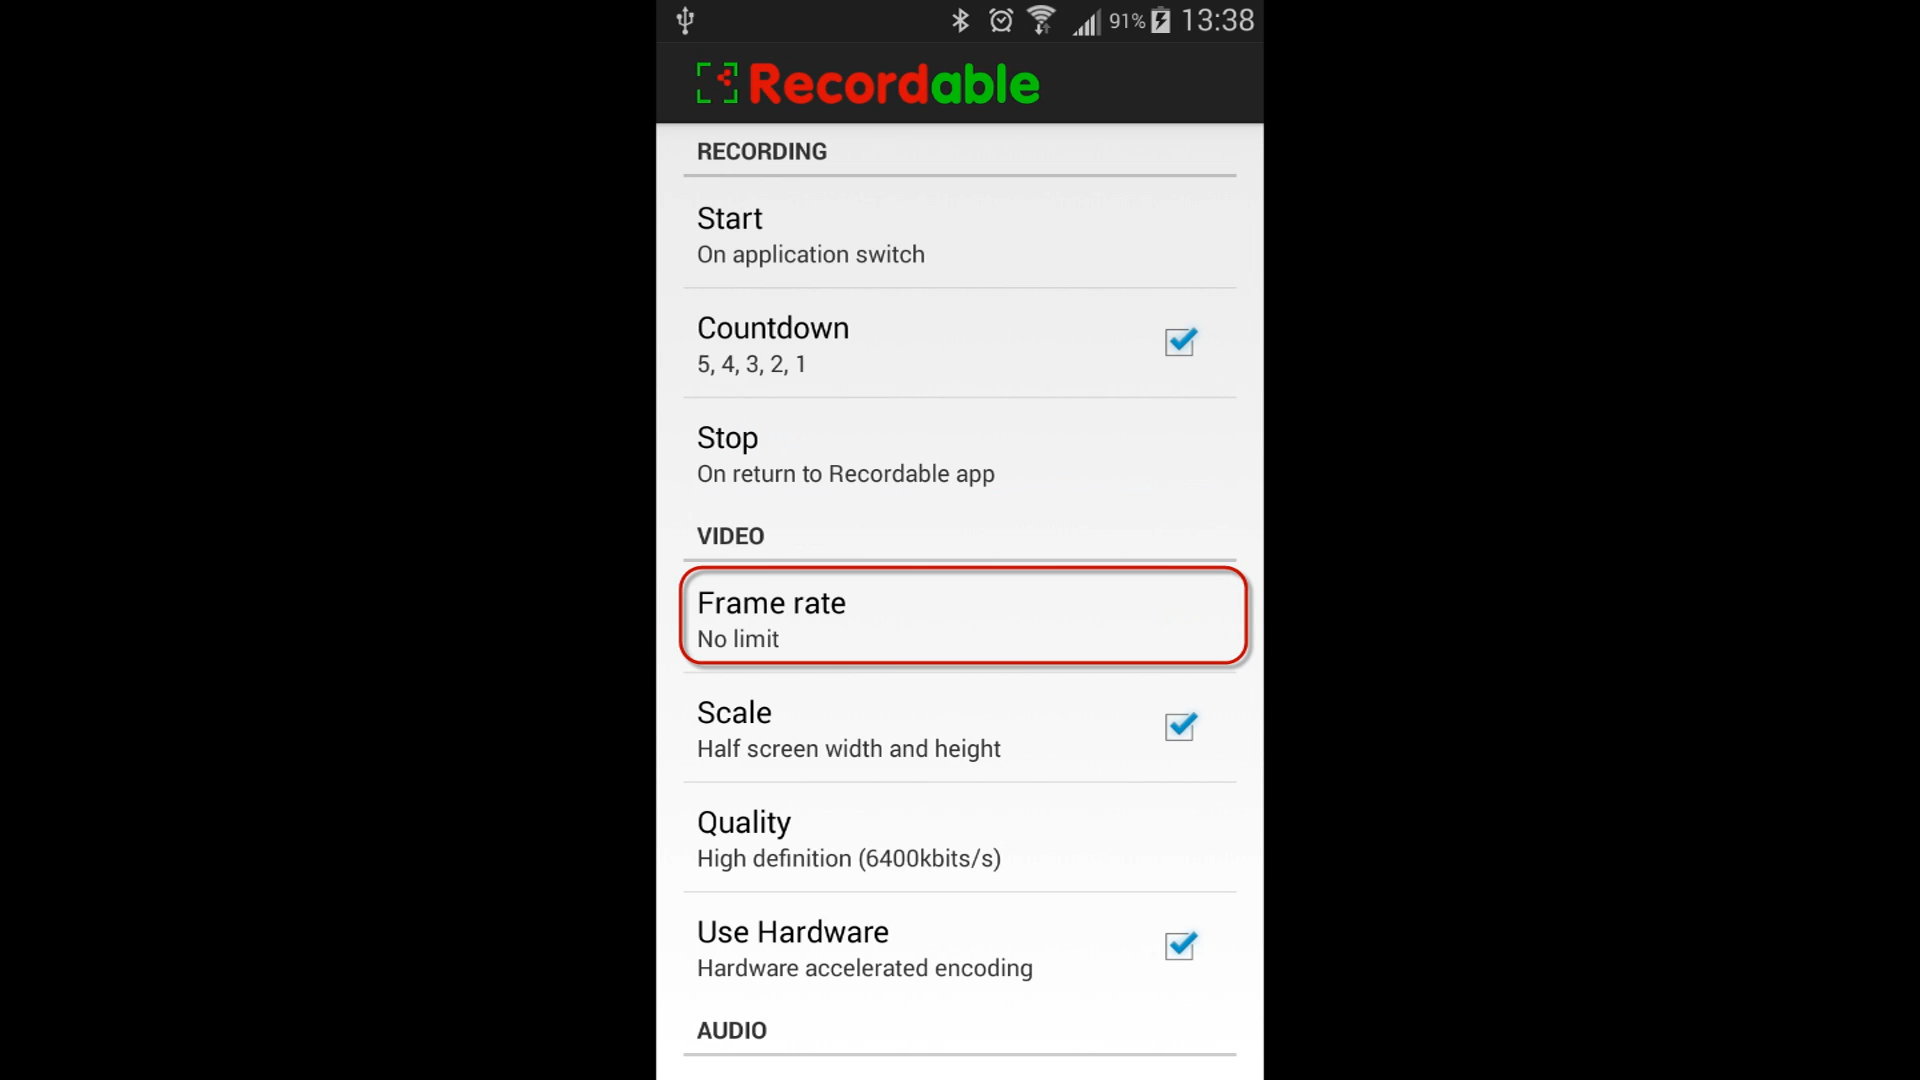 91% 13:38
Recordable
RECORDING
Start
On application switch
Countdown
5, 4, 3, 2, 1
Stop
On return to Recordable app
VIDEO
Frame rate
No limit
Scale
Half screen width and height
Quality
High definition (6400kbits/s)
Use Hardware
Hardware accelerated encoding
AUDIO